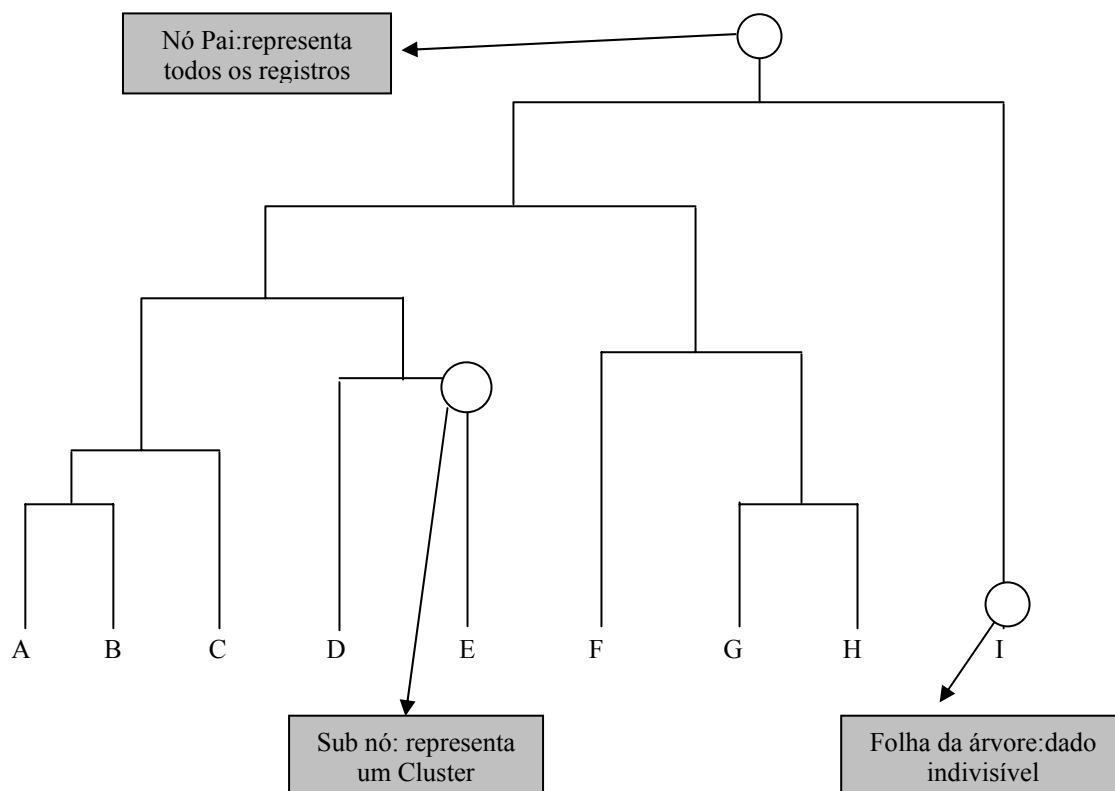 Nó Pai:representa
todos os registros
A B C D E F G H I
Sub nó: representa
um Cluster
Folha da árvore:dado
indivisível